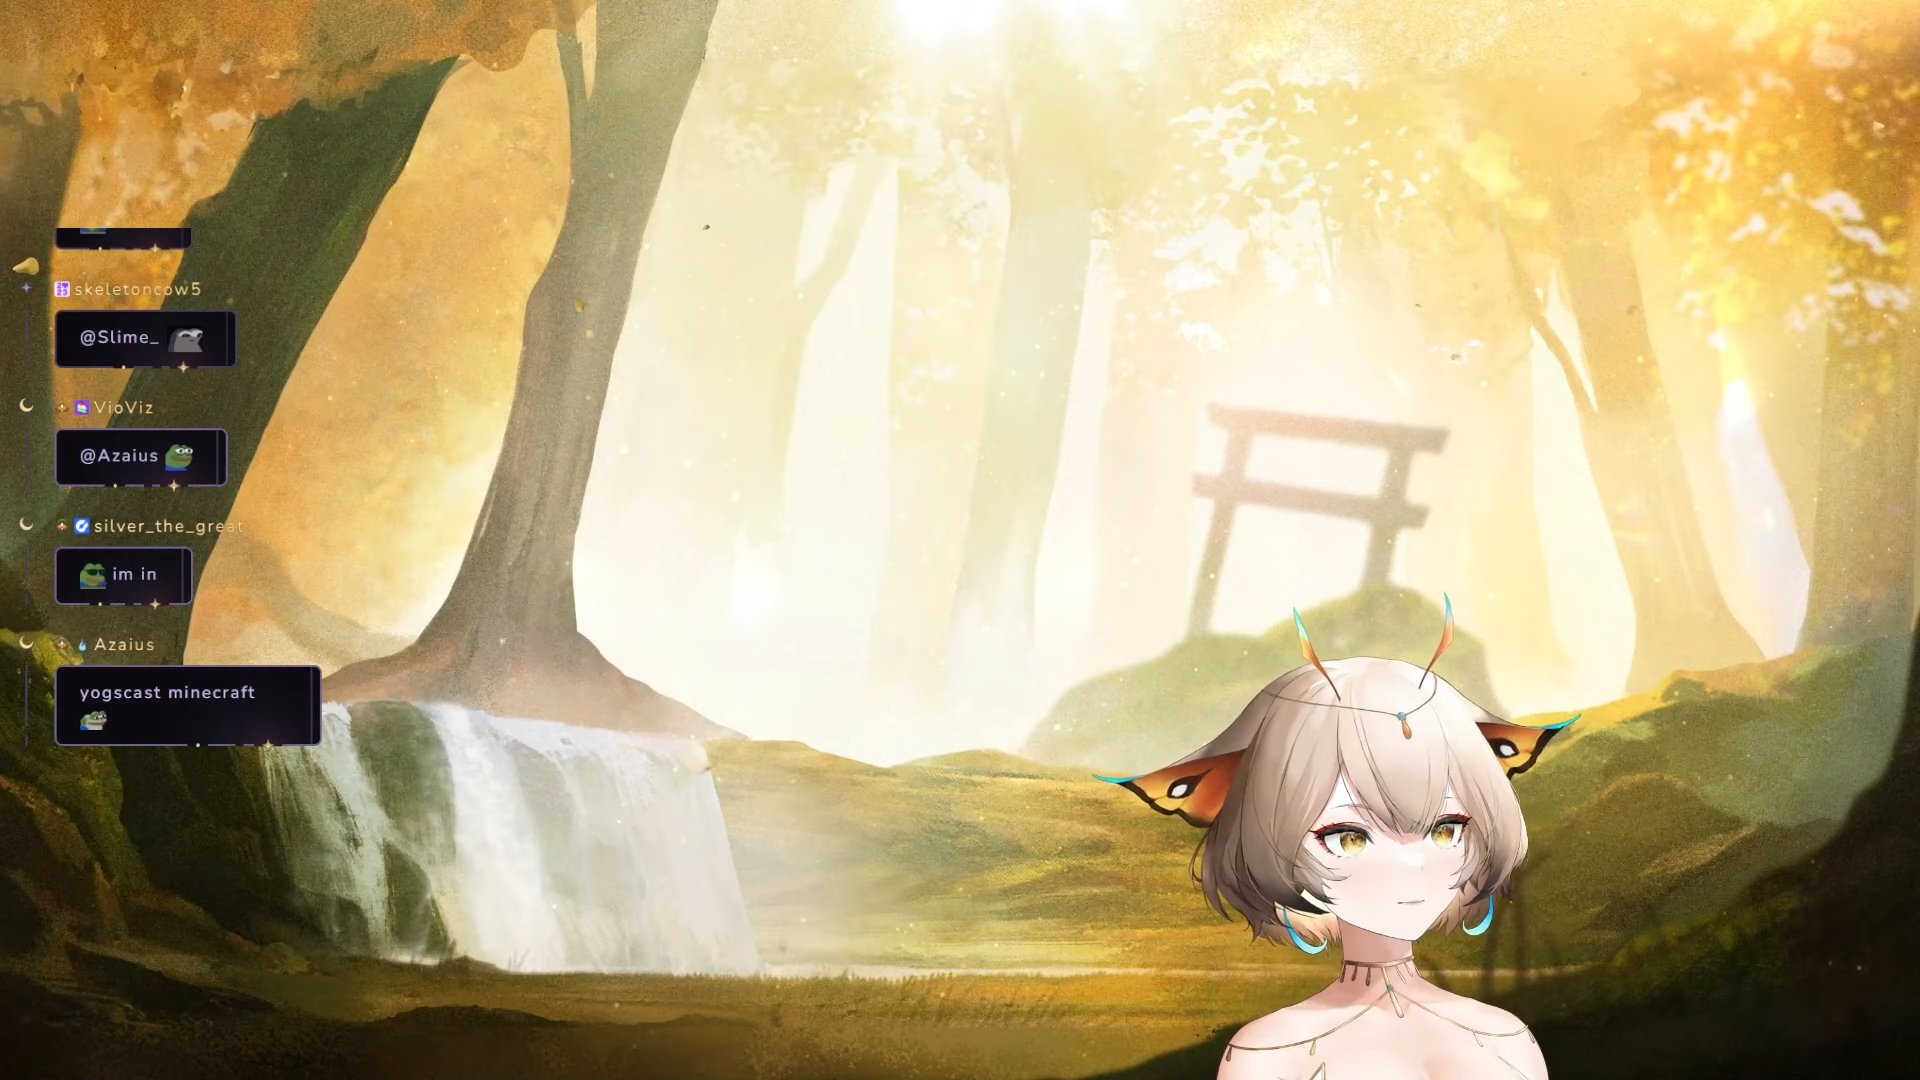 skeletoncow5
@Slime_
VioViz
@Azaius
silver_the_great
im in
Azaius
yogscast minecraft